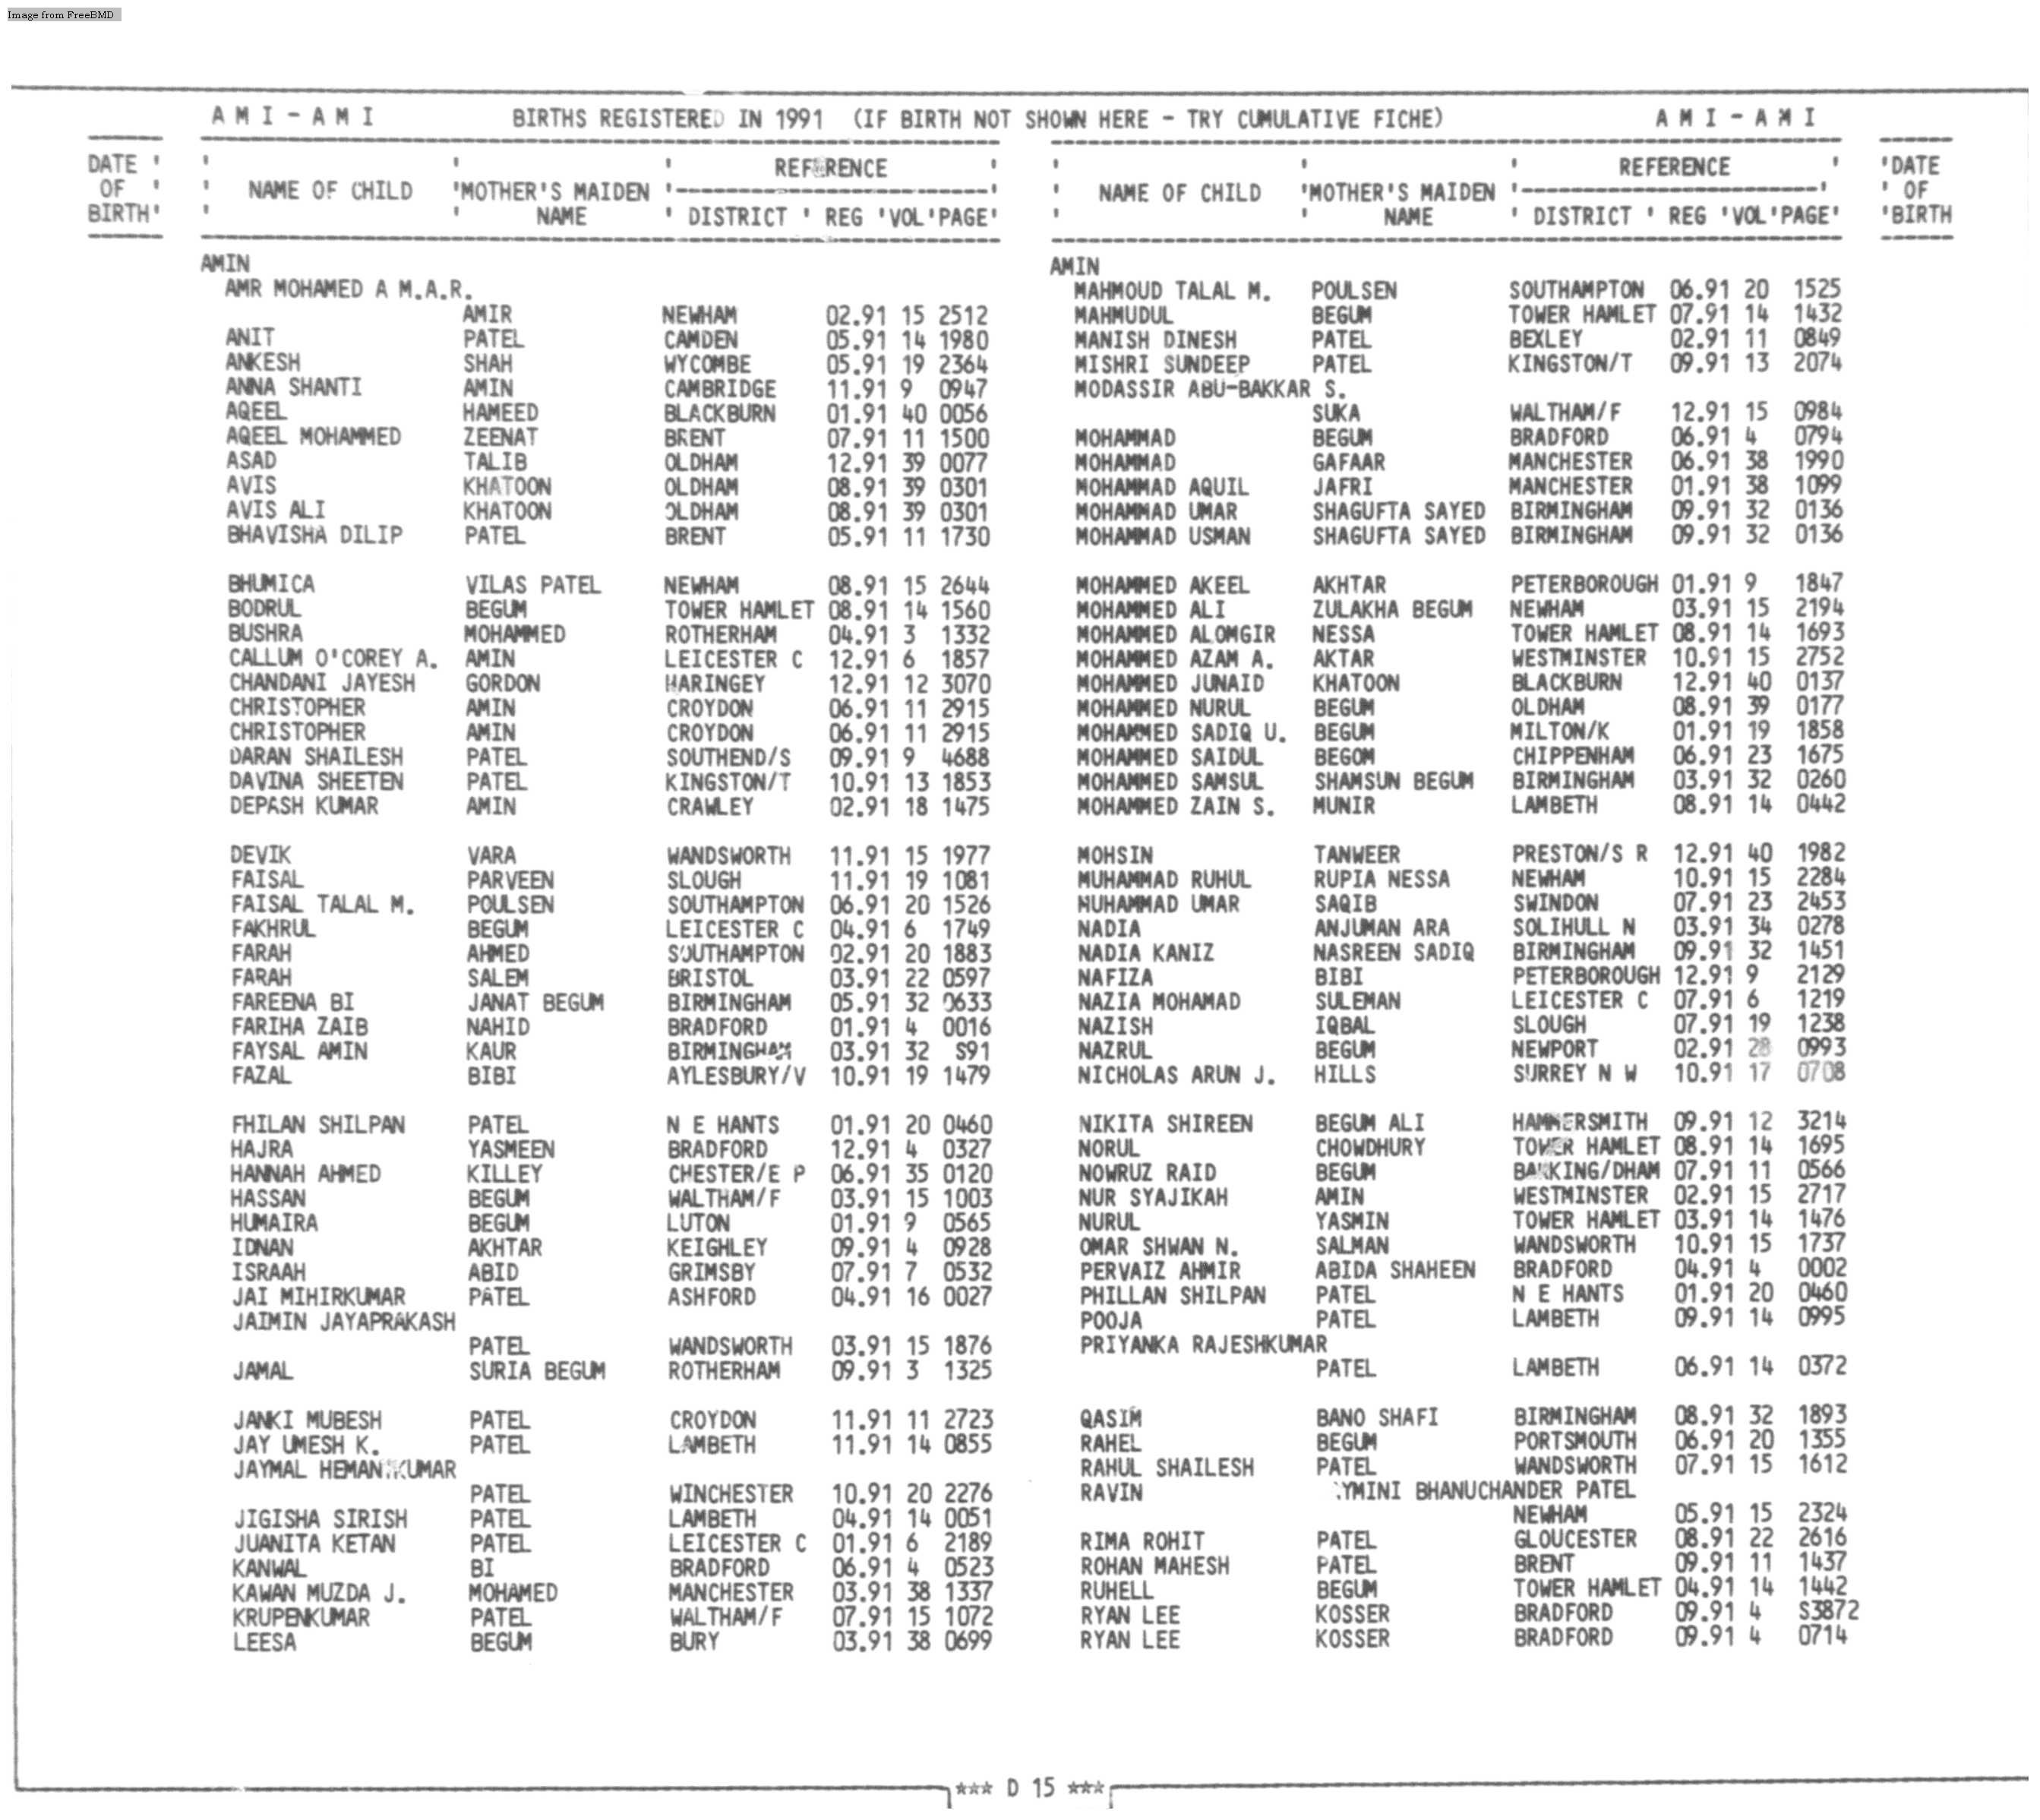 Image from FreeBMD
A M I - A M I BIRTHS REGISTERED IN 1991 (IF BIRTH NOT SHOWN HERE - TRY CUMULATIVE FICHE) A M I - A M I
DATE OF BIRTH
NAME OF CHILD MOTHER'S MAIDEN NAME REFERENCE DISTRICT REG VOL PAGE
AMIN
AMR MOHAMED A M.A.R.
AMIR NEWHAM 02.91 15 2512
ANIT PATEL CAMDEN 05.91 14 1980
ANKESH SHAH WYCOMBE 05.91 19 2364
ANNA SHANTI AMIN CAMBRIDGE 11.91 9 0947
AQEEL HAMEED BLACKBURN 01.91 40 0056
AQEEL MOHAMMED ZEENAT BRENT 07.91 11 1500
ASAD TALIB OLDHAM 12.91 39 0077
AVIS KHATOON OLDHAM 08.91 39 0301
AVIS ALI KHATOON OLDHAM 08.91 39 0301
BHAVISHA DILIP PATEL BRENT 05.91 11 1730
BHUMICA VILAS PATEL NEWHAM 08.91 15 2644
BODRUL BEGUM TOWER HAMLET 08.91 14 1560
BUSHRA MOHAMMED ROTHERHAM 04.91 3 1332
CALLUM O'COREY A. AMIN LEICESTER C 12.91 6 1857
CHANDANI JAYESH GORDON HARINGEY 12.91 12 3070
CHRISTOPHER AMIN CROYDON 06.91 11 2915
CHRISTOPHER AMIN CROYDON 06.91 11 2915
DARAN SHAILESH PATEL SOUTHEND/S 09.91 9 4688
DAVINA SHEETEN PATEL KINGSTON/T 10.91 13 1853
DEPASH KUMAR AMIN CRAWLEY 02.91 18 1475
DEVIK VARA WANDSWORTH 11.91 15 1977
FAISAL PARVEEN SLOUGH 11.91 19 1081
FAISAL TALAL M. POULSEN SOUTHAMPTON 06.91 20 1526
FAKHRUL BEGUM LEICESTER C 04.91 6 1749
FARAH AHMED SOUTHAMPTON 02.91 20 1883
FARAH SALEM BRISTOL 03.91 22 0597
FAREENA BI JANAT BEGUM BIRMINGHAM 05.91 32 0633
FARIHA ZAIB NAHID BRADFORD 01.91 4 0016
FAYSAL AMIN KAUR BIRMINGHAM 03.91 32 S91
FAZAL BIBI AYLESBURY/V 10.91 19 1479
FHILAN SHILPAN PATEL N E HANTS 01.91 20 0460
HAJRA YASMEEN BRADFORD 12.91 4 0327
HANNAH AHMED KILLEY CHESTER/E P 06.91 35 0120
HASSAN BEGUM WALTHAM/F 03.91 15 1003
HUMAIRA BEGUM LUTON 01.91 9 0565
IDNAN AKHTAR KEIGHLEY 09.91 4 0928
ISRAAH ABID GRIMSBY 07.91 7 0532
JAI MIHIRKUMAR PATEL ASHFORD 04.91 16 0027
JAIMIN JAYAPRAKASH
PATEL WANDSWORTH 03.91 15 1876
JAMAL SURIA BEGUM ROTHERHAM 09.91 3 1325
JANKI MUBESH PATEL CROYDON 11.91 11 2723
JAY UMESH K. PATEL LAMBETH 11.91 14 0855
JAYMAL
PATEL WINCHESTER 10.91 20 2276
JIGISHA SIRISH PATEL LAMBETH 04.91 14 0051
JUANITA KETAN PATEL LEICESTER C 01.91 6 2189
KANWAL BI BRADFORD 06.91 4 0523
KAWAN MUZDA J. MOHAMED MANCHESTER 03.91 38 1337
KRUPENKUMAR PATEL WALTHAM/F 07.91 15 1072
LEESA BEGUM BURY 03.91 38 0699
NAME OF CHILD MOTHER'S MAIDEN NAME REFERENCE DISTRICT REG VOL PAGE
DATE OF BIRTH
AMIN
MAHMOUD TALAL M. POULSEN SOUTHAMPTON 06.91 20 1525
MAHMUDUL BEGUM TOWER HAMLET 07.91 14 1432
MANISH DINESH PATEL BEXLEY 02.91 11 0849
MISHRI SUNDEEP PATEL KINGSTON/T 09.91 13 2074
MODASSIR ABU-BAKKAR S.
SUKA WALTHAM/F 12.91 15 0984
MOHAMMAD BEGUM BRADFORD 06.91 4 0794
MOHAMMAD GAFAAR MANCHESTER 06.91 38 1990
MOHAMMAD AQUIL JAFRI MANCHESTER 01.91 38 1099
MOHAMMAD UMAR SHAGUFTA SAYED BIRMINGHAM 09.91 32 0136
MOHAMMAD USMAN SHAGUFTA SAYED BIRMINGHAM 09.91 32 0136
MOHAMMED AKEEL AKHTAR PETERBOROUGH 01.91 9 1847
MOHAMMED ALI ZULAKHA BEGUM NEWHAM 03.91 15 2194
MOHAMMED ALOMGIR NESSA TOWER HAMLET 08.91 14 1693
MOHAMMED AZAM A. AKTAR WESTMINSTER 10.91 15 2752
MOHAMMED JUNAID KHATOON BLACKBURN 12.91 40 0137
MOHAMMED NURUL BEGUM OLDHAM 08.91 39 0177
MOHAMMED SADIQ U. BEGUM MILTON/K 01.91 19 1858
MOHAMMED SAIDUL BEGOM CHIPPENHAM 06.91 23 1675
MOHAMMED SAMSUL SHAMSUN BEGUM BIRMINGHAM 03.91 32 0260
MOHAMMED ZAIN S. MUNIR LAMBETH 08.91 14 0442
MOHSIN TANWEER PRESTON/S R 12.91 40 1982
MUHAMMAD RUHUL RUPIA NESSA NEWHAM 10.91 15 2284
MUHAMMAD UMAR SAQIB SWINDON 07.91 23 2453
NADIA ANJUMAN ARA SOLIHULL N 03.91 34 0278
NADIA KANIZ NASREEN SADIQ BIRMINGHAM 09.91 32 1451
NAFIZA BIBI PETERBOROUGH 12.91 9 2129
NAZIA MOHAMAD SULEMAN LEICESTER C 07.91 6 1219
NAZISH IQBAL SLOUGH 07.91 19 1238
NAZRUL BEGUM NEWPORT 02.91 28 0993
NICHOLAS ARUN J. HILLS SURREY N W 10.91 17 0708
NIKITA SHIREEN BEGUM ALI HAMMERSMITH 09.91 12 3214
NORUL CHOWDHURY TOWER HAMLET 08.91 14 1695
NOWRUZ RAID BEGUM BARKING/DHAM 07.91 11 0566
NUR SYAJIKAH AMIN WESTMINSTER 02.91 15 2717
NURUL YASMIN TOWER HAMLET 03.91 14 1476
OMAR SHWAN N. SALMAN WANDSWORTH 10.91 15 1737
PERVAIZ AHMIR ABIDA SHAHEEN BRADFORD 04.91 4 0002
PHILLAN SHILPAN PATEL N E HANTS 01.91 20 0460
POOJA PATEL LAMBETH 09.91 14 0995
PRIYANKA RAJESHKUMAR
PATEL LAMBETH 06.91 14 0372
QASIM BANO SHAFI BIRMINGHAM 08.91 32 1893
RAHEL BEGUM PORTSMOUTH 06.91 20 1355
RAHUL SHAILESH PATEL WANDSWORTH 07.91 15 1612
RAVIN BHANUCHANDER PATEL
NEWHAM 05.91 15 2324
RIMA ROHIT PATEL GLOUCESTER 08.91 22 2616
ROHAN MAHESH PATEL BRENT 09.91 11 1437
RUHELL BEGUM TOWER HAMLET 04.91 14 1442
RYAN LEE KOSSER BRADFORD 09.91 4 S3872
RYAN LEE KOSSER BRADFORD 09.91 4 0714
*** D 15 ***